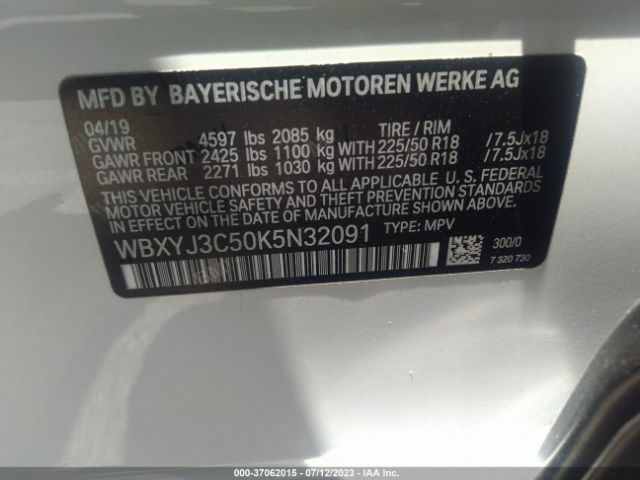 MFD BY BAYERISCHE MOTOREN WERKE AG
04/19 TIRE / RIM
GVWR 4597 lbs 2085 kg
GAWR FRONT 2425 lbs 1100 kg WITH 225/50 R18 /7.5Jx18
GAWR REAR 2271 lbs 1030 kg WITH 225/50 R18 /7.5Jx18
THIS VEHICLE CONFORMS TO ALL APPLICABLE U. S. FEDERAL
MOTOR VEHICLE SAFETY AND THEFT PREVENTION STANDARDS
IN EFFECT ON THE DATE OF MANUFACTURE SHOWN ABOVE.
WBXYJ3C50K5N32091 TYPE: MPV
300/0
7 320 730
000-37062015 - 07/12/2023 - IAA, Inc.